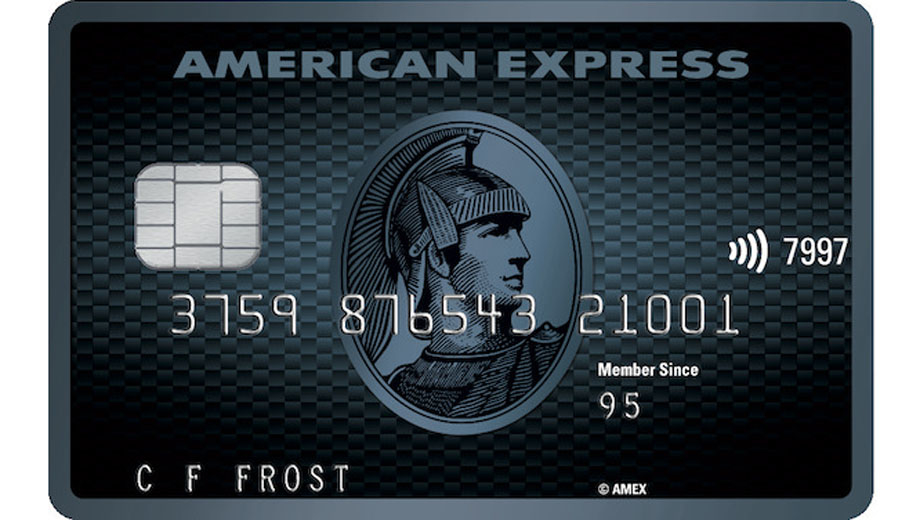 AMERICAN EXPRESS
7997
3759 876543 21001
Member Since
95
C F FROST
© AMEX